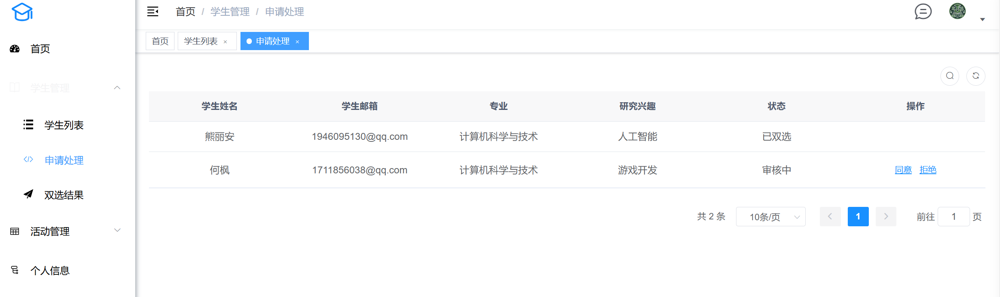 首页 / 学生管理 / 申请处理
首页
学生列表 ×
申请处理 ×
首页
学生管理
学生列表
申请处理
双选结果
活动管理
个人信息
学生姓名 学生邮箱 专业 研究兴趣 状态 操作
熊丽安 1946095130@qq.com 计算机科学与技术 人工智能 已双选
何枫 1711856038@qq.com 计算机科学与技术 游戏开发 审核中 同意 拒绝
共 2 条 10条/页 1 前往 1 页